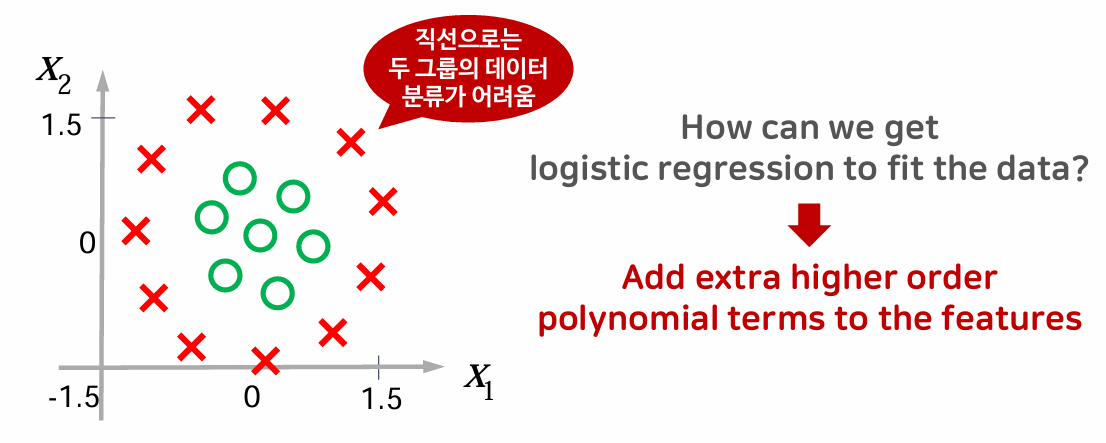 직선으로는
두 그룹의 데이터
분류가 어려움
X2
1.5
0
-1.5
0
1.5
X1
How can we get
logistic regression to fit the data?
Add extra higher order
polynomial terms to the features